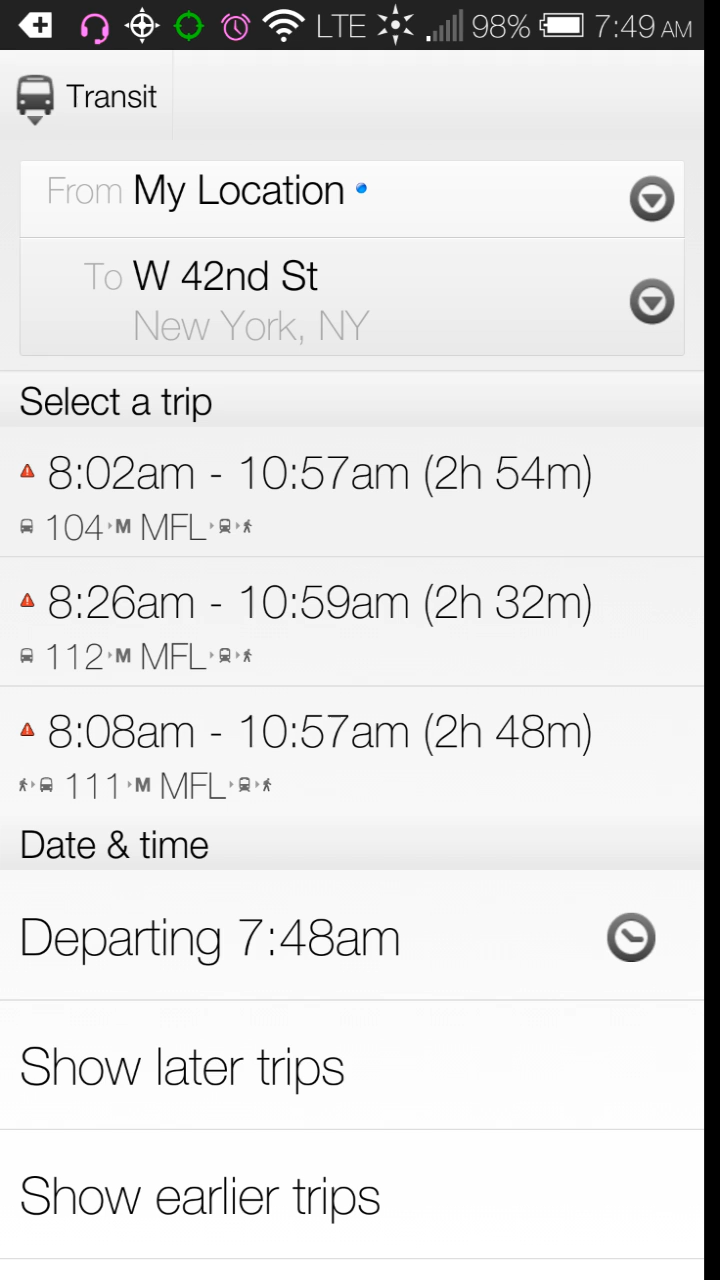 LTE 98% 7:49 AM
Transit
From My Location
To W 42nd St
New York, NY
Select a trip
8:02am - 10:57am (2h 54m)
104 M MFL
8:26am - 10:59am (2h 32m)
112 M MFL
8:08am - 10:57am (2h 48m)
111 M MFL
Date & time
Departing 7:48am
Show later trips
Show earlier trips